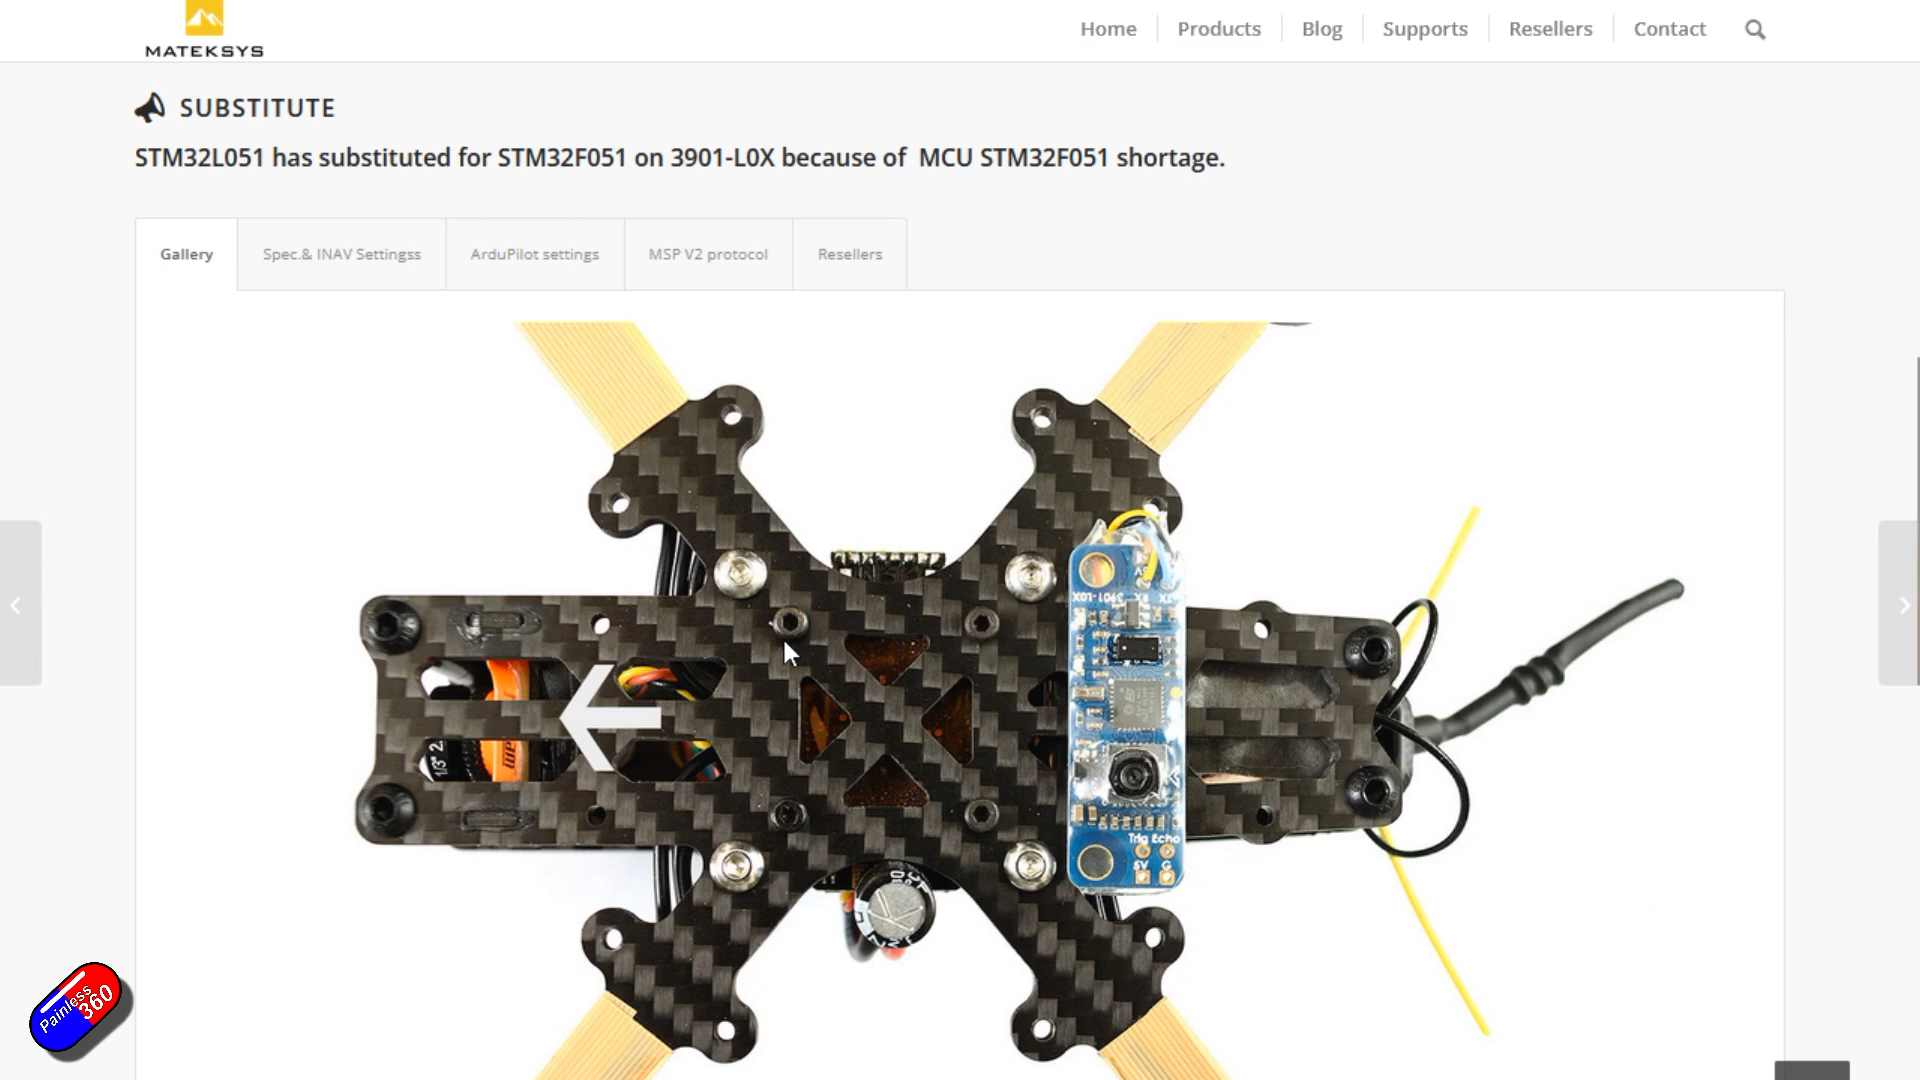 MATEKSYS
Home
Products
Blog
Supports
Resellers
Contact
SUBSTITUTE
STM32L051 has substituted for STM32F051 on 3901-L0X because of MCU STM32F051 shortage.
Gallery
Spec.& INAV Settingss
ArduPilot settings
MSP V2 protocol
Resellers
3901-L0X
RX
TX
1/3" 2.
Trig Echo
5V
G
Painless
360